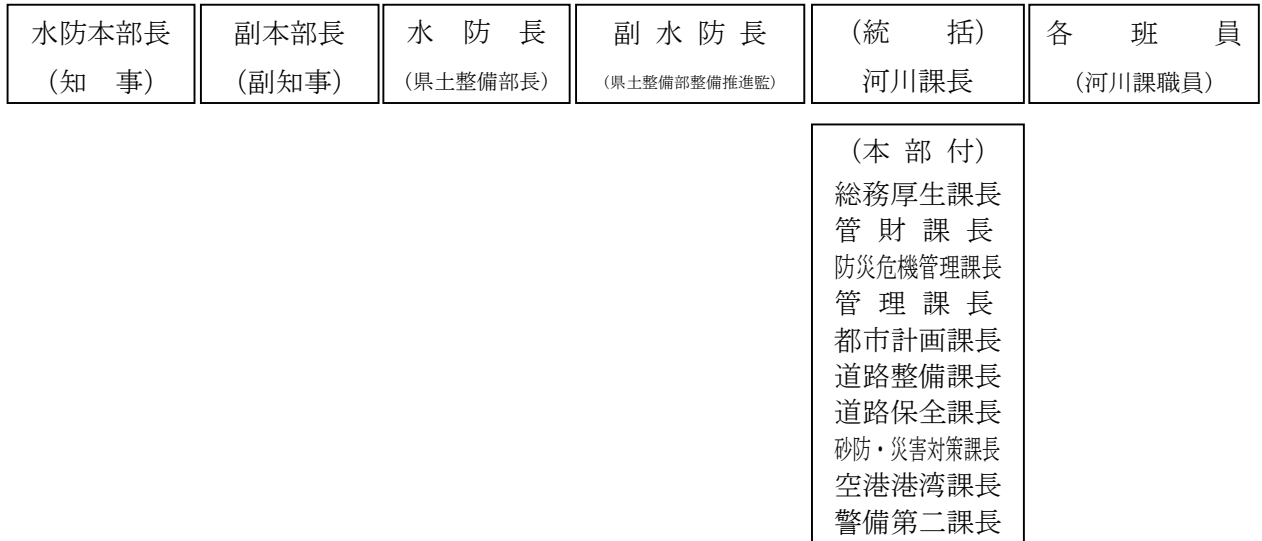 水防本部長
(知　事)
副本部長
(副知事)
水　防　長
(県土整備部長)
副 水 防 長
(県土整備部整備推進監)
(統　　括)
河川課長
各　　班　　員
(河川課職員)
(本 部 付)
総務厚生課長
管 財 課 長
防災危機管理課長
管 理 課 長
都市計画課長
道路整備課長
道路保全課長
砂防・災害対策課長
空港港湾課長
警備第二課長